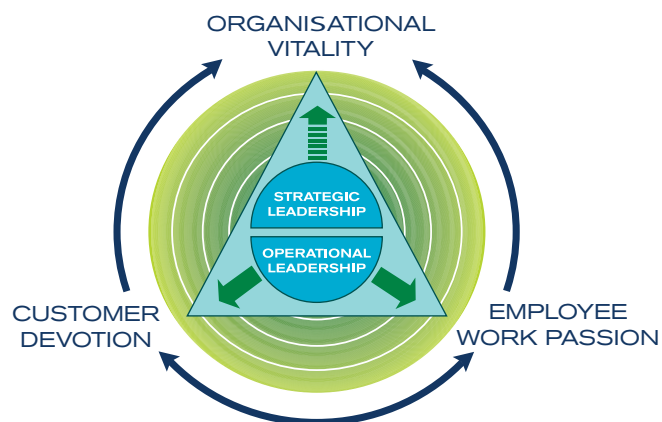 ORGANISATIONAL
VITALITY
STRATEGIC
LEADERSHIP
OPERATIONAL
LEADERSHIP
CUSTOMER
DEVOTION
EMPLOYEE
WORK PASSION